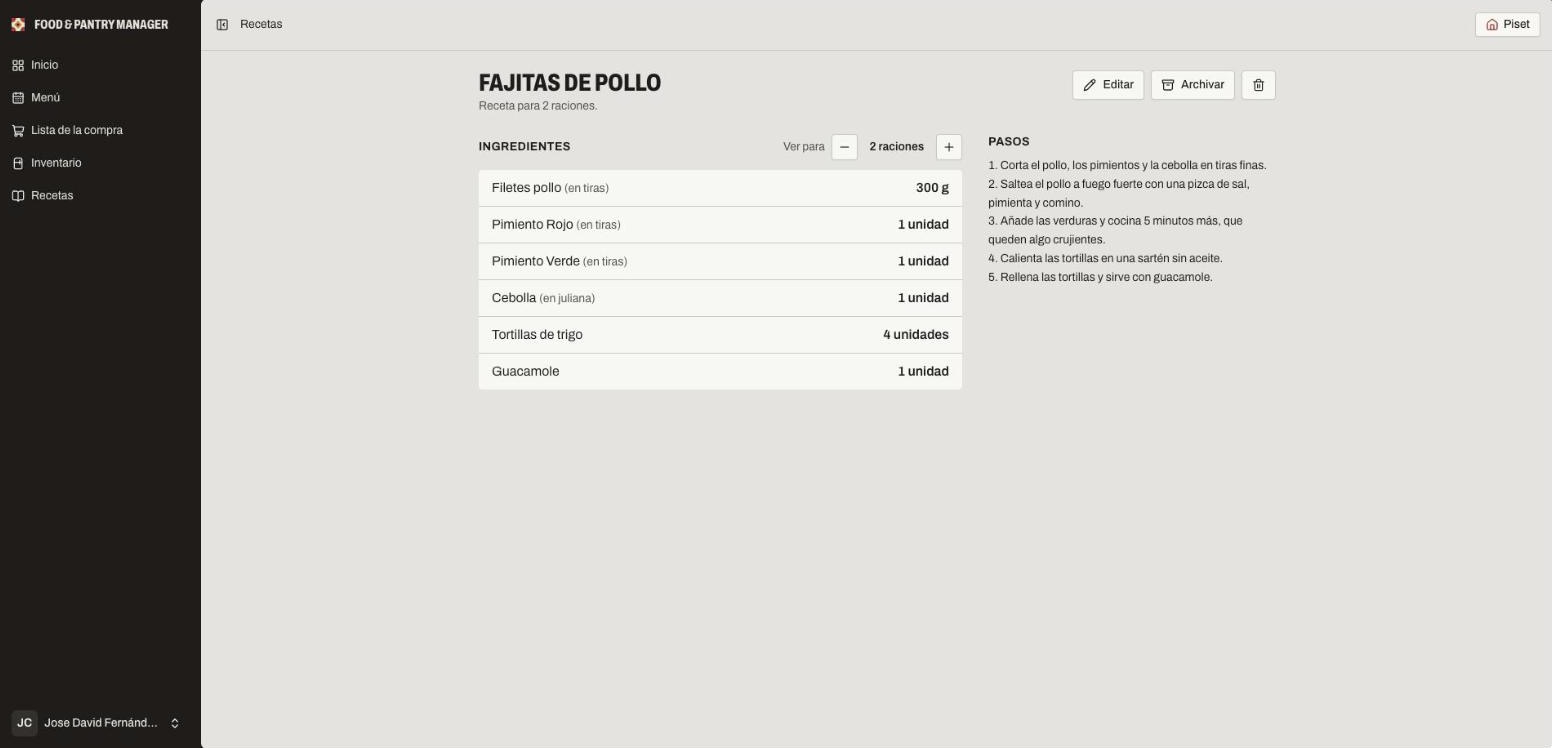 FOOD & PANTRY MANAGER
Inicio
Menú
Lista de la compra
Inventario
Recetas
JC
Jose David Fernánd...
Recetas
Piset
FAJITAS DE POLLO
Receta para 2 raciones.
Editar
Archivar
INGREDIENTES
Ver para
2 raciones
Filetes pollo (en tiras) 300 g
Pimiento Rojo (en tiras) 1 unidad
Pimiento Verde (en tiras) 1 unidad
Cebolla (en juliana) 1 unidad
Tortillas de trigo 4 unidades
Guacamole 1 unidad
PASOS
1. Corta el pollo, los pimientos y la cebolla en tiras finas.
2. Saltea el pollo a fuego fuerte con una pizca de sal,
pimienta y comino.
3. Añade las verduras y cocina 5 minutos más, que
queden algo crujientes.
4. Calienta las tortillas en una sartén sin aceite.
5. Rellena las tortillas y sirve con guacamole.